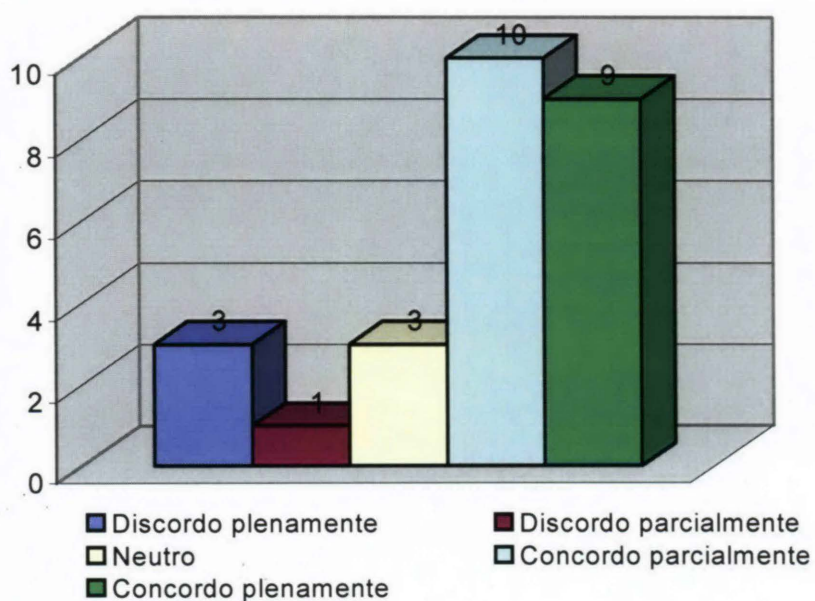 10
9
10
8
6
4
3
3
2
1
0
Discordo plenamente
Discordo parcialmente
Neutro
Concordo parcialmente
Concordo plenamente